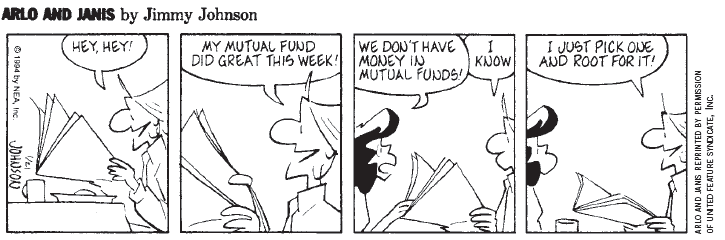 ARLO AND JANIS by Jimmy Johnson
HEY, HEY!
© 1994 by NEA, Inc.
JOHNSON
1/21
MY MUTUAL FUND
DID GREAT THIS WEEK!
WE DON'T HAVE
MONEY IN
MUTUAL FUNDS!
I
KNOW
I JUST PICK ONE
AND ROOT FOR IT!
ARLO AND JANIS REPRINTED BY PERMISSION
OF UNITED FEATURE SYNDICATE, INC.